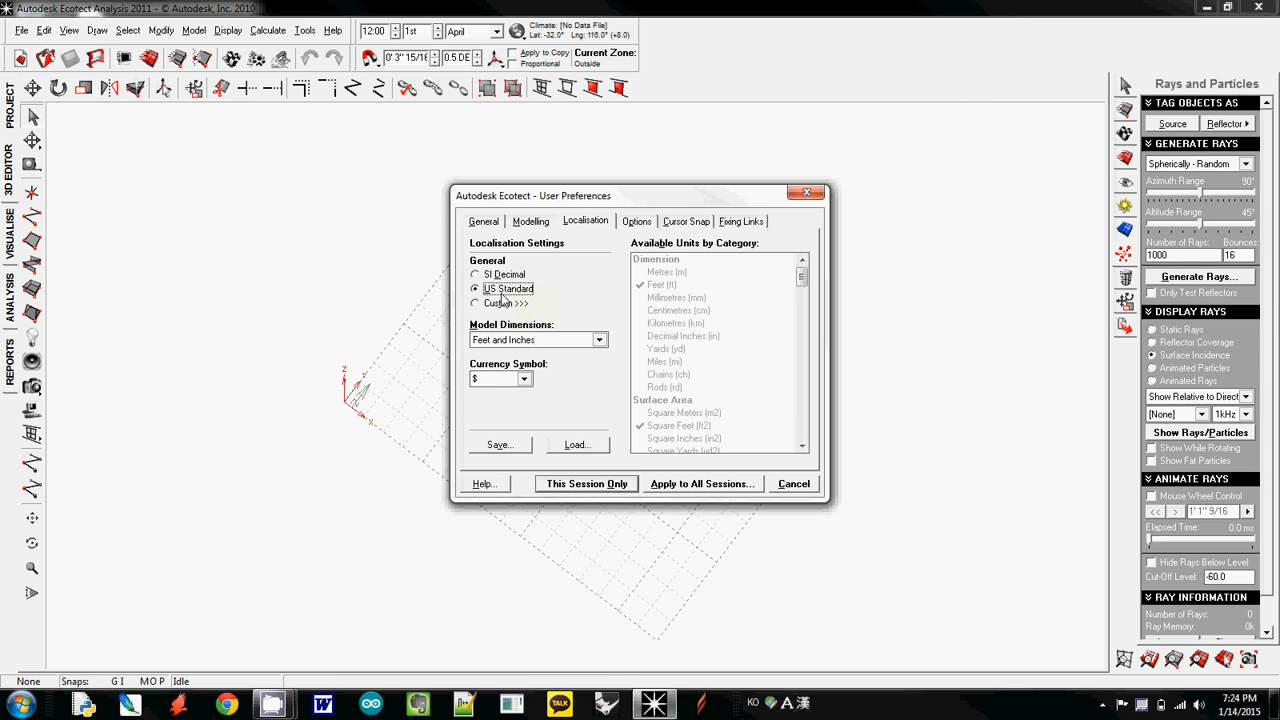 Autodesk Ecotect Analysis 2011 - © Autodesk, Inc. 2010
File Edit View Draw Select Modify Model Display Calculate Tools Help
12:00 1st April
Climate: [No Data File]
Lat: -32.0° Lng: 116.0° (+8.0)
0' 3" 15/16 0.5 DE
Apply to Copy
Proportional
Current Zone:
Outside
PROJECT
3D EDITOR
VISUALISE
ANALYSIS
REPORTS
Z
Y
X
N
Autodesk Ecotect - User Preferences
General Modelling Localisation Options Cursor Snap Fixing Links
Localisation Settings
General
SI Decimal
US Standard
Custom >>>
Model Dimensions:
Feet and Inches
Currency Symbol:
$
Save... Load...
Available Units by Category:
Dimension
Metres (m)
Feet (ft)
Millimetres (mm)
Centimetres (cm)
Kilometres (km)
Decimal Inches (in)
Yards (yd)
Miles (mi)
Chains (ch)
Rods (rd)
Surface Area
Square Meters (m2)
Square Feet (ft2)
Square Inches (in2)
Square Yards (yd2)
Help... This Session Only Apply to All Sessions... Cancel
Rays and Particles
TAG OBJECTS AS
Source Reflector
GENERATE RAYS
Spherically - Random
Azimuth Range 90°
Altitude Range 45°
Number of Rays: Bounces:
1000 16
Generate Rays...
Only Test Reflectors
DISPLAY RAYS
Static Rays
Reflector Coverage
Surface Incidence
Animated Particles
Animated Rays
Show Relative to Direct
[None] 1kHz
Show Rays/Particles
Show While Rotating
Show Fat Particles
ANIMATE RAYS
Mouse Wheel Control
<< > 1' 1" 9/16
Elapsed Time: 0.0 ms
Hide Rays Below Level
Cut-Off Level: -60.0
RAY INFORMATION
Number of Rays: 0
Ray Memory: 0k
None Snaps: G I M O P Idle
W TALK KO A 漢
7:24 PM
1/14/2015